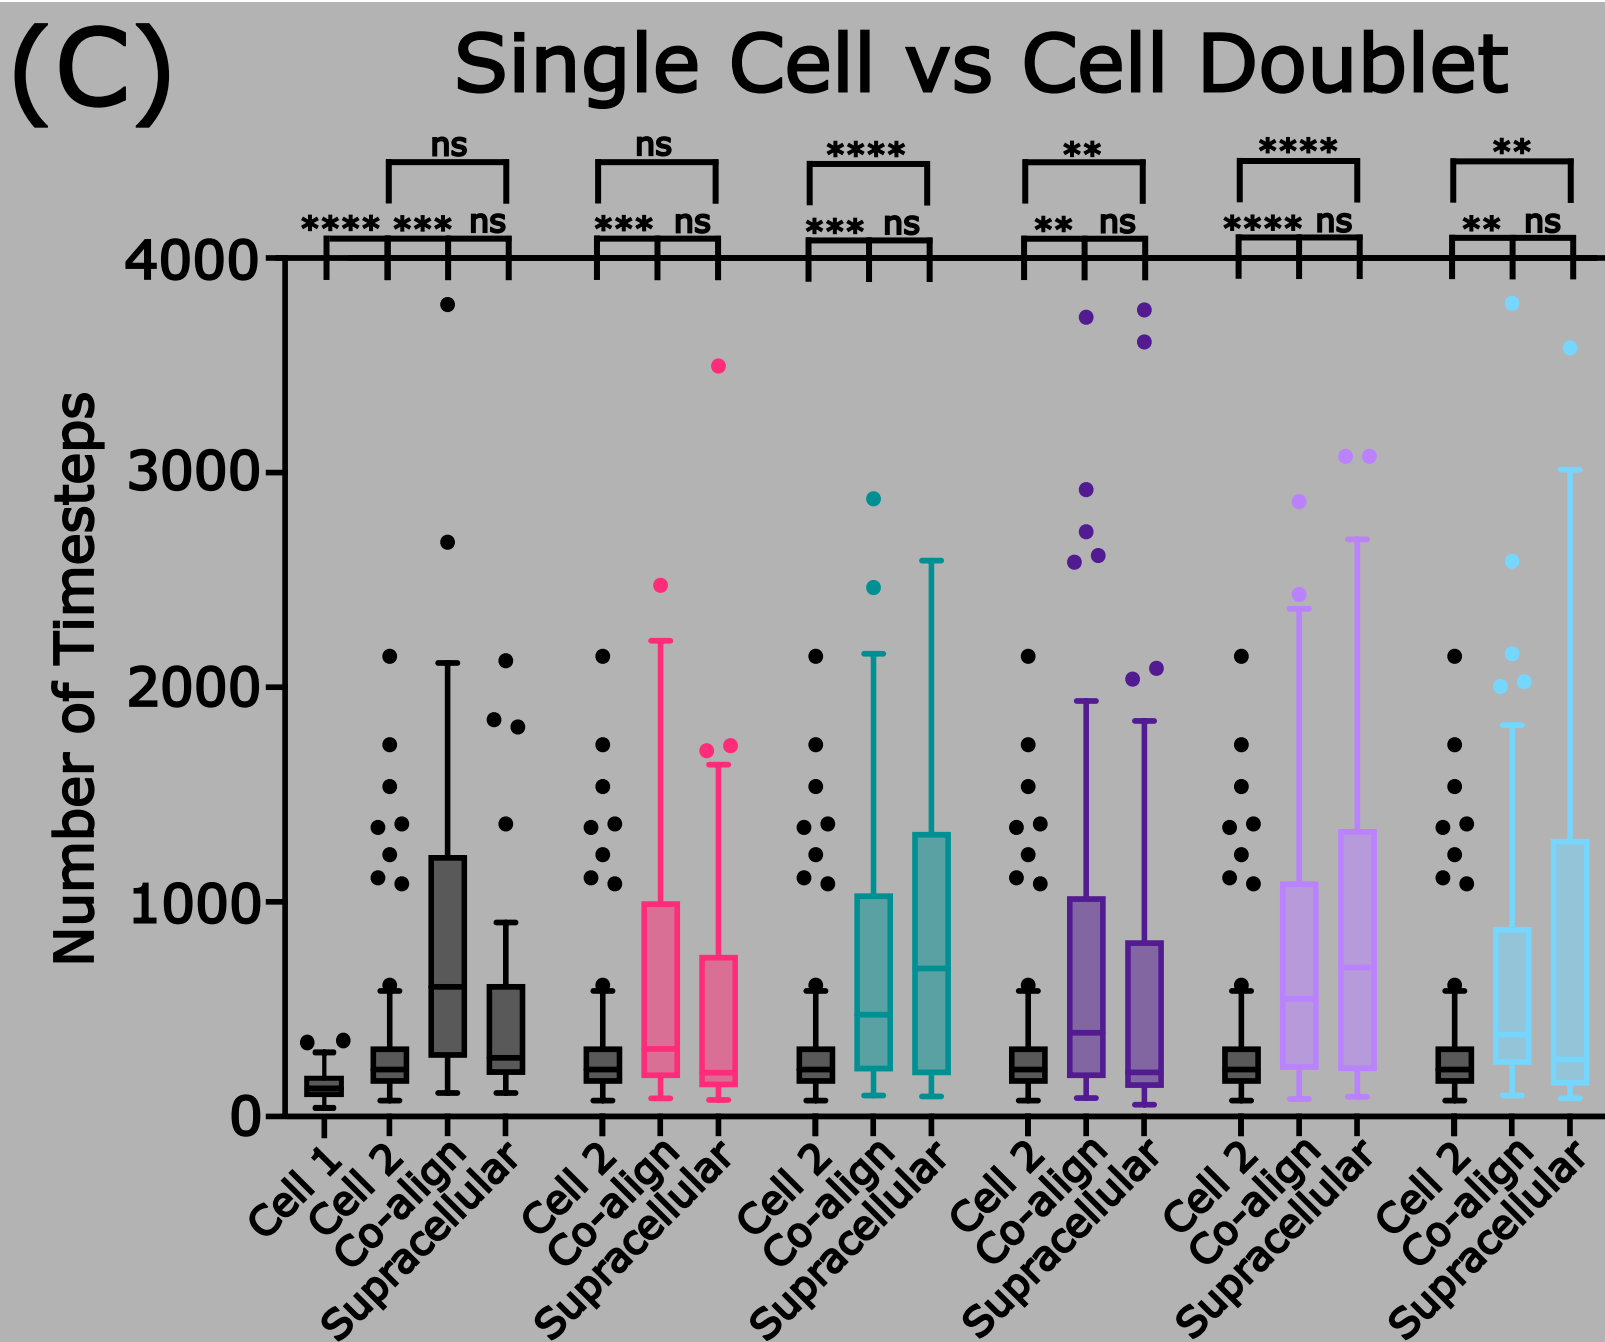 (C)
Single Cell vs Cell Doublet
ns ns **** ** **** **
**** *** ns *** ns *** ns ** ns **** ns ** ns
4000
3000
2000
1000
0
Number of Timesteps
Cell 1
Cell 2
Co-align
Supracellular
Cell 2
Co-align
Supracellular
Cell 2
Co-align
Supracellular
Cell 2
Co-align
Supracellular
Cell 2
Co-align
Supracellular
Cell 2
Co-align
Supracellular